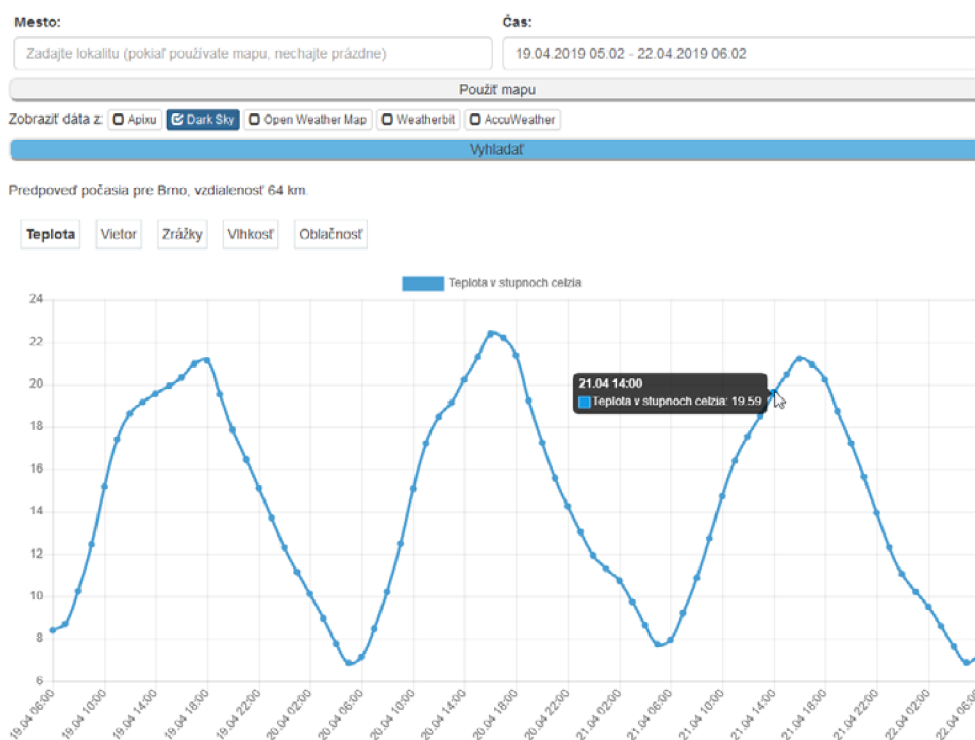 Mesto: Čas:
Zadajte lokalitu (pokiaľ používate mapu, nechajte prázdne) 19.04.2019 05.02 - 22.04.2019 06.02
Použiť mapu
Zobraziť dáta z: Apixu Dark Sky Open Weather Map Weatherbit AccuWeather
Vyhladať
Predpoveď počasia pre Brno, vzdialenosť 64 km.
Teplota Vietor Zrážky Vlhkosť Oblačnosť
Teplota v stupnoch celzia
24
22
20
18
16
14
12
10
8
6
21.04 14:00
Teplota v stupnoch celzia: 19.59
19.04 06:00 19.04 10:00 19.04 14:00 19.04 18:00 19.04 22:00 20.04 02:00 20.04 06:00 20.04 10:00 20.04 14:00 20.04 18:00 20.04 22:00 21.04 02:00 21.04 06:00 21.04 10:00 21.04 14:00 21.04 18:00 21.04 22:00 22.04 02:00 22.04 06:00